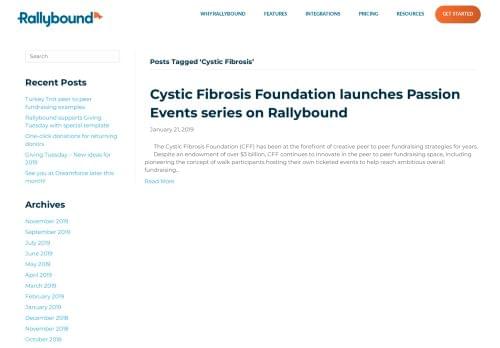 Rallybound
WHY RALLYBOUND
FEATURES
INTEGRATIONS
PRICING
RESOURCES
GET STARTED
Search
Recent Posts
Turkey Trot peer to peer
fundraising examples
Rallybound supports Giving
Tuesday with special template
One-click donations for returning
donors
Giving Tuesday – New ideas for
2019
See you at Dreamforce later this
month!
Archives
November 2019
September 2019
July 2019
June 2019
May 2019
April 2019
March 2019
February 2019
January 2019
December 2018
November 2018
October 2018
Posts Tagged ‘Cystic Fibrosis’
Cystic Fibrosis Foundation launches Passion
Events series on Rallybound
January 21, 2019
The Cystic Fibrosis Foundation (CFF) has been at the forefront of creative peer to peer fundraising strategies for years.
Despite an endowment of over $3 billion, CFF continues to innovate in the peer to peer fundraising space, including
pioneering the concept of walk participants hosting their own ticketed events to help reach ambitious overall
fundraising...
Read More